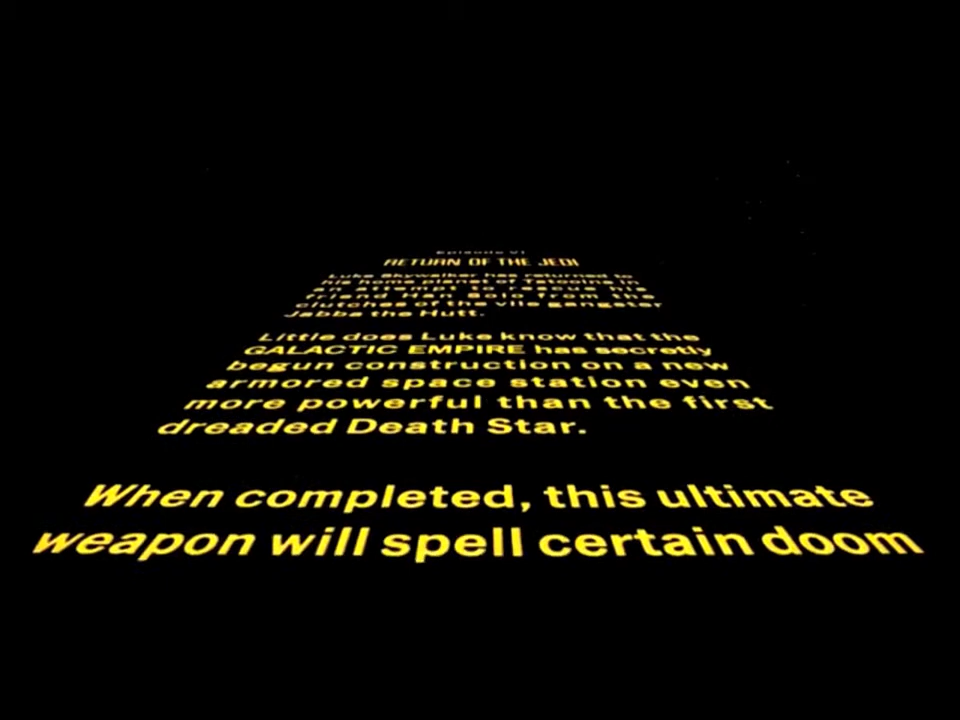 Episode VI
RETURN OF THE JEDI
Luke Skywalker has returned to
his home planet of Tatooine in
an attempt to rescue his
friend Han Solo from the
clutches of the vile gangster
Jabba the Hutt.
Little does Luke know that the
GALACTIC EMPIRE has secretly
begun construction on a new
armored space station even
more powerful than the first
dreaded Death Star.
When completed, this ultimate
weapon will spell certain doom